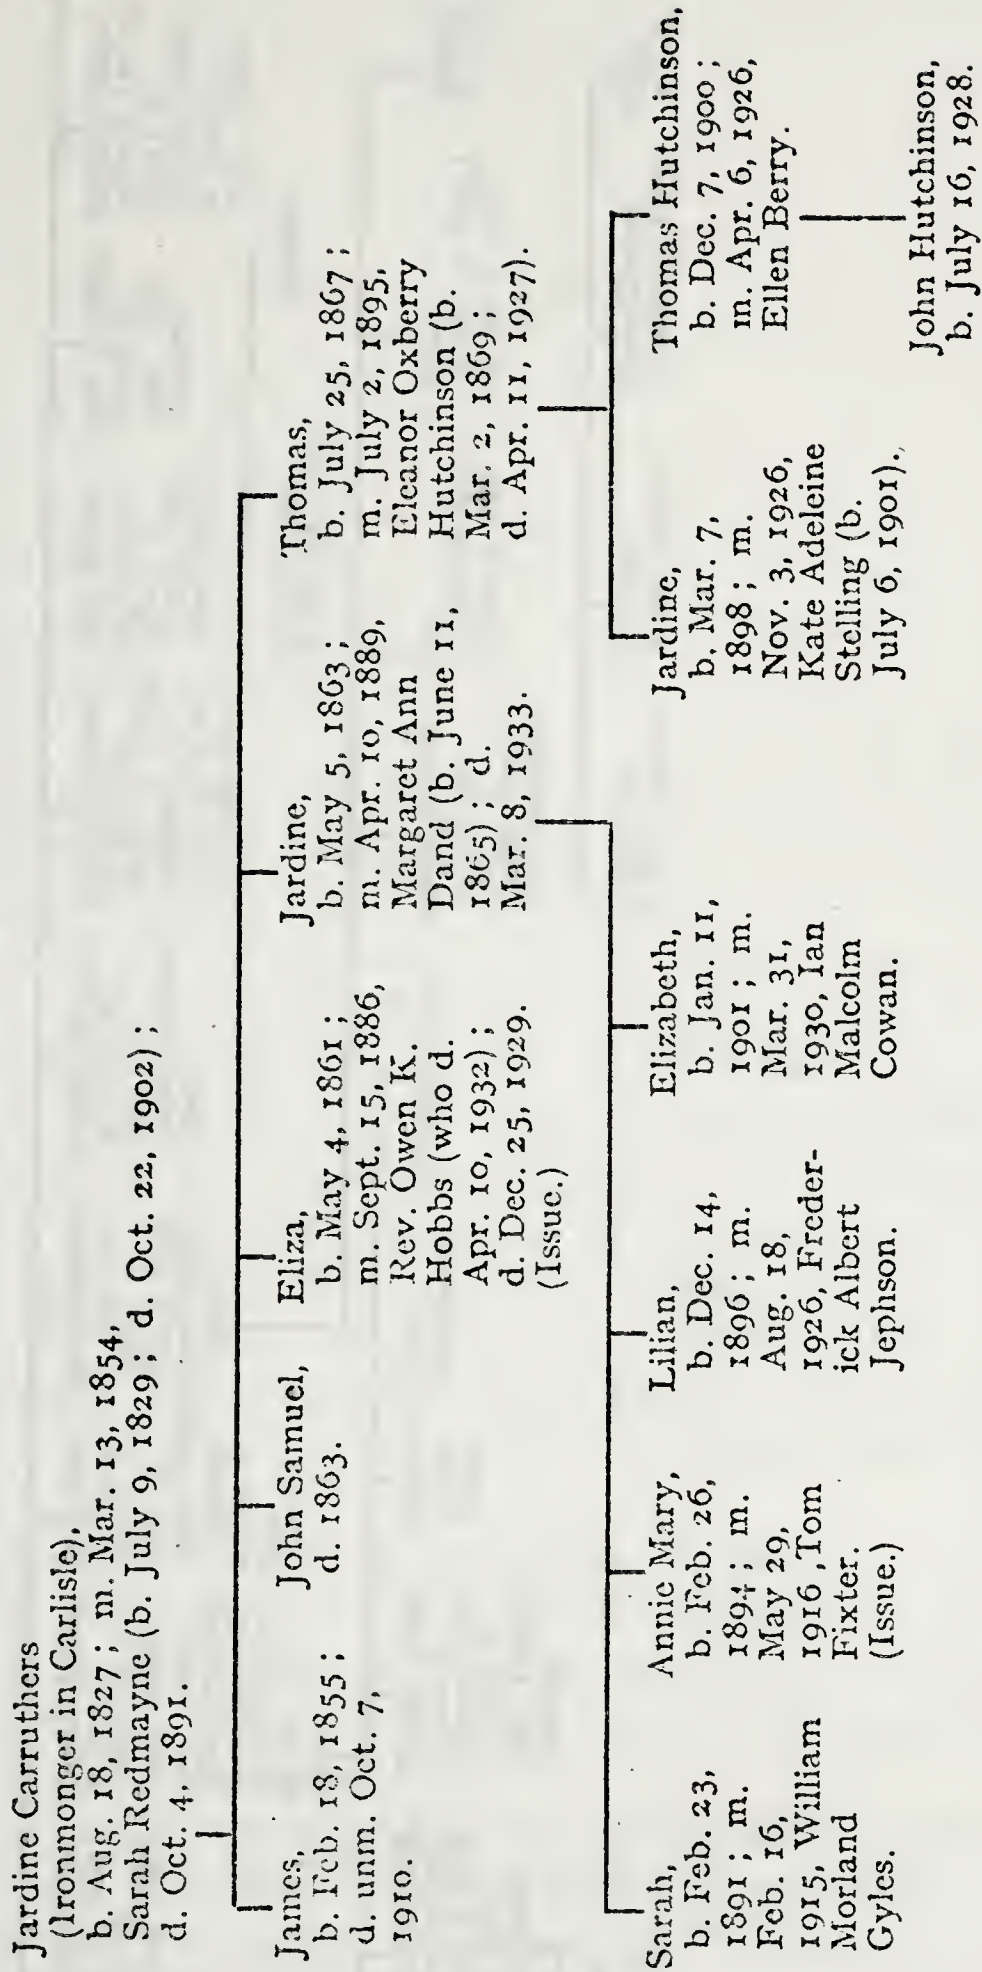 Jardine Carruthers
(Ironmonger in Carlisle),
b. Aug. 18, 1827 ; m. Mar. 13, 1854,
Sarah Redmayne (b. July 9, 1829 ; d. Oct. 22, 1902) ;
d. Oct. 4, 1891.
James,
b. Feb. 18, 1855 ;
d. unm. Oct. 7,
1910.
John Samuel,
d. 1863.
Eliza,
b. May 4, 1861 ;
m. Sept. 15, 1886,
Rev. Owen K.
Hobbs (who d.
Apr. 10, 1932) ;
d. Dec. 25, 1929.
(Issue.)
Jardine,
b. May 5, 1863 ;
m. Apr. 10, 1889,
Margaret Ann
Dand (b. June 11,
1865) ; d.
Mar. 8, 1933.
Thomas,
b. July 25, 1867 ;
m. July 2, 1895,
Eleanor Oxberry
Hutchinson (b.
Mar. 2, 1869 ;
d. Apr. 11, 1927).
Sarah,
b. Feb. 23,
1891 ; m.
Feb. 16,
1915, William
Morland
Gyles.
Annie Mary,
b. Feb. 26,
1894 ; m.
May 29,
1916 ,Tom
Fixter.
(Issue.)
Lilian,
b. Dec. 14,
1896 ; m.
Aug. 18,
1926, Freder-
ick Albert
Jephson.
Elizabeth,
b. Jan. 11,
1901 ; m.
Mar. 31,
1930, Ian
Malcolm
Cowan.
Jardine,
b. Mar. 7,
1898 ; m.
Nov. 3, 1926,
Kate Adeleine
Stelling (b.
July 6, 1901).
Thomas Hutchinson,
b. Dec. 7, 1900 ;
m. Apr. 6, 1926,
Ellen Berry.
John Hutchinson,
b. July 16, 1928.